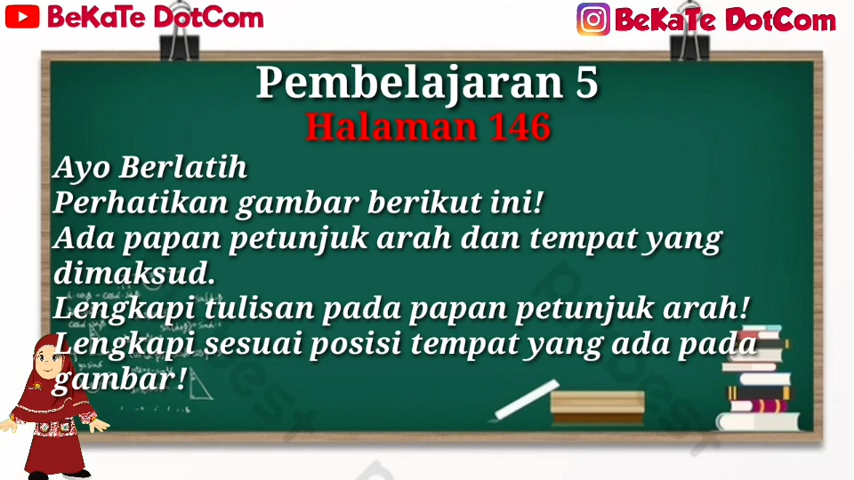 BeKaTe DotCom
BeKaTe DotCom
Pembelajaran 5
Halaman 146
Ayo Berlatih
Perhatikan gambar berikut ini!
Ada papan petunjuk arah dan tempat yang
dimaksud.
Lengkapi tulisan pada papan petunjuk arah!
Lengkapi sesuai posisi tempat yang ada pada
gambar!